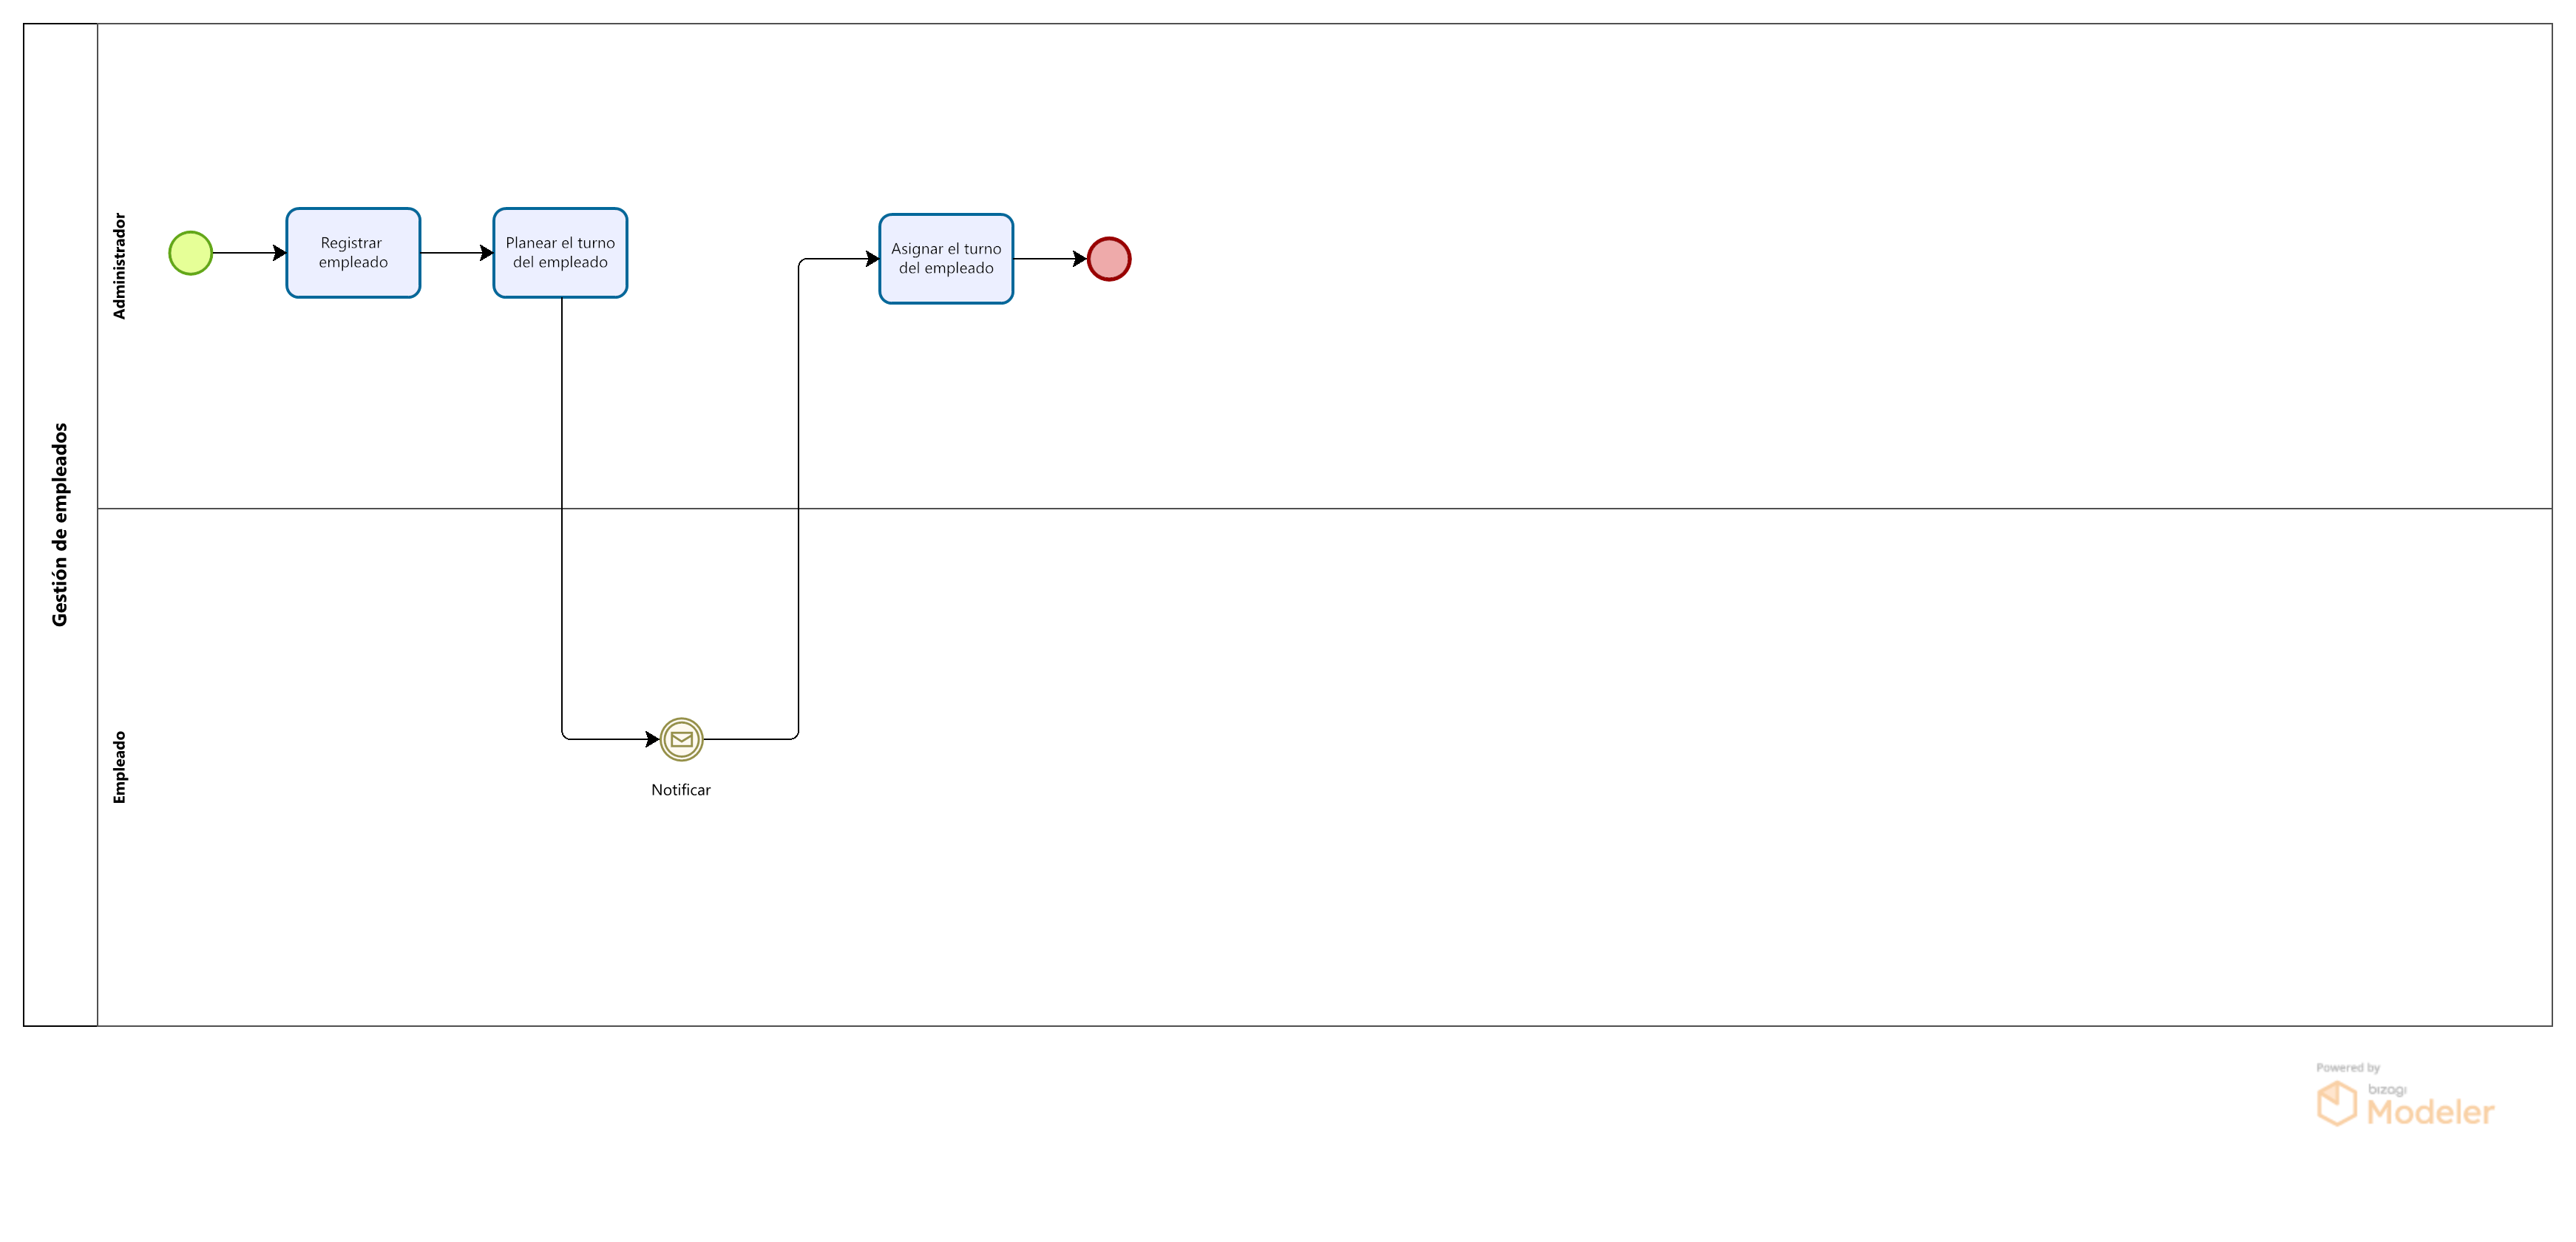 Gestión de empleados
Administrador
Registrar
empleado
Planear el turno
del empleado
Asignar el turno
del empleado
Empleado
Notificar
Powered by
bizagi
Modeler